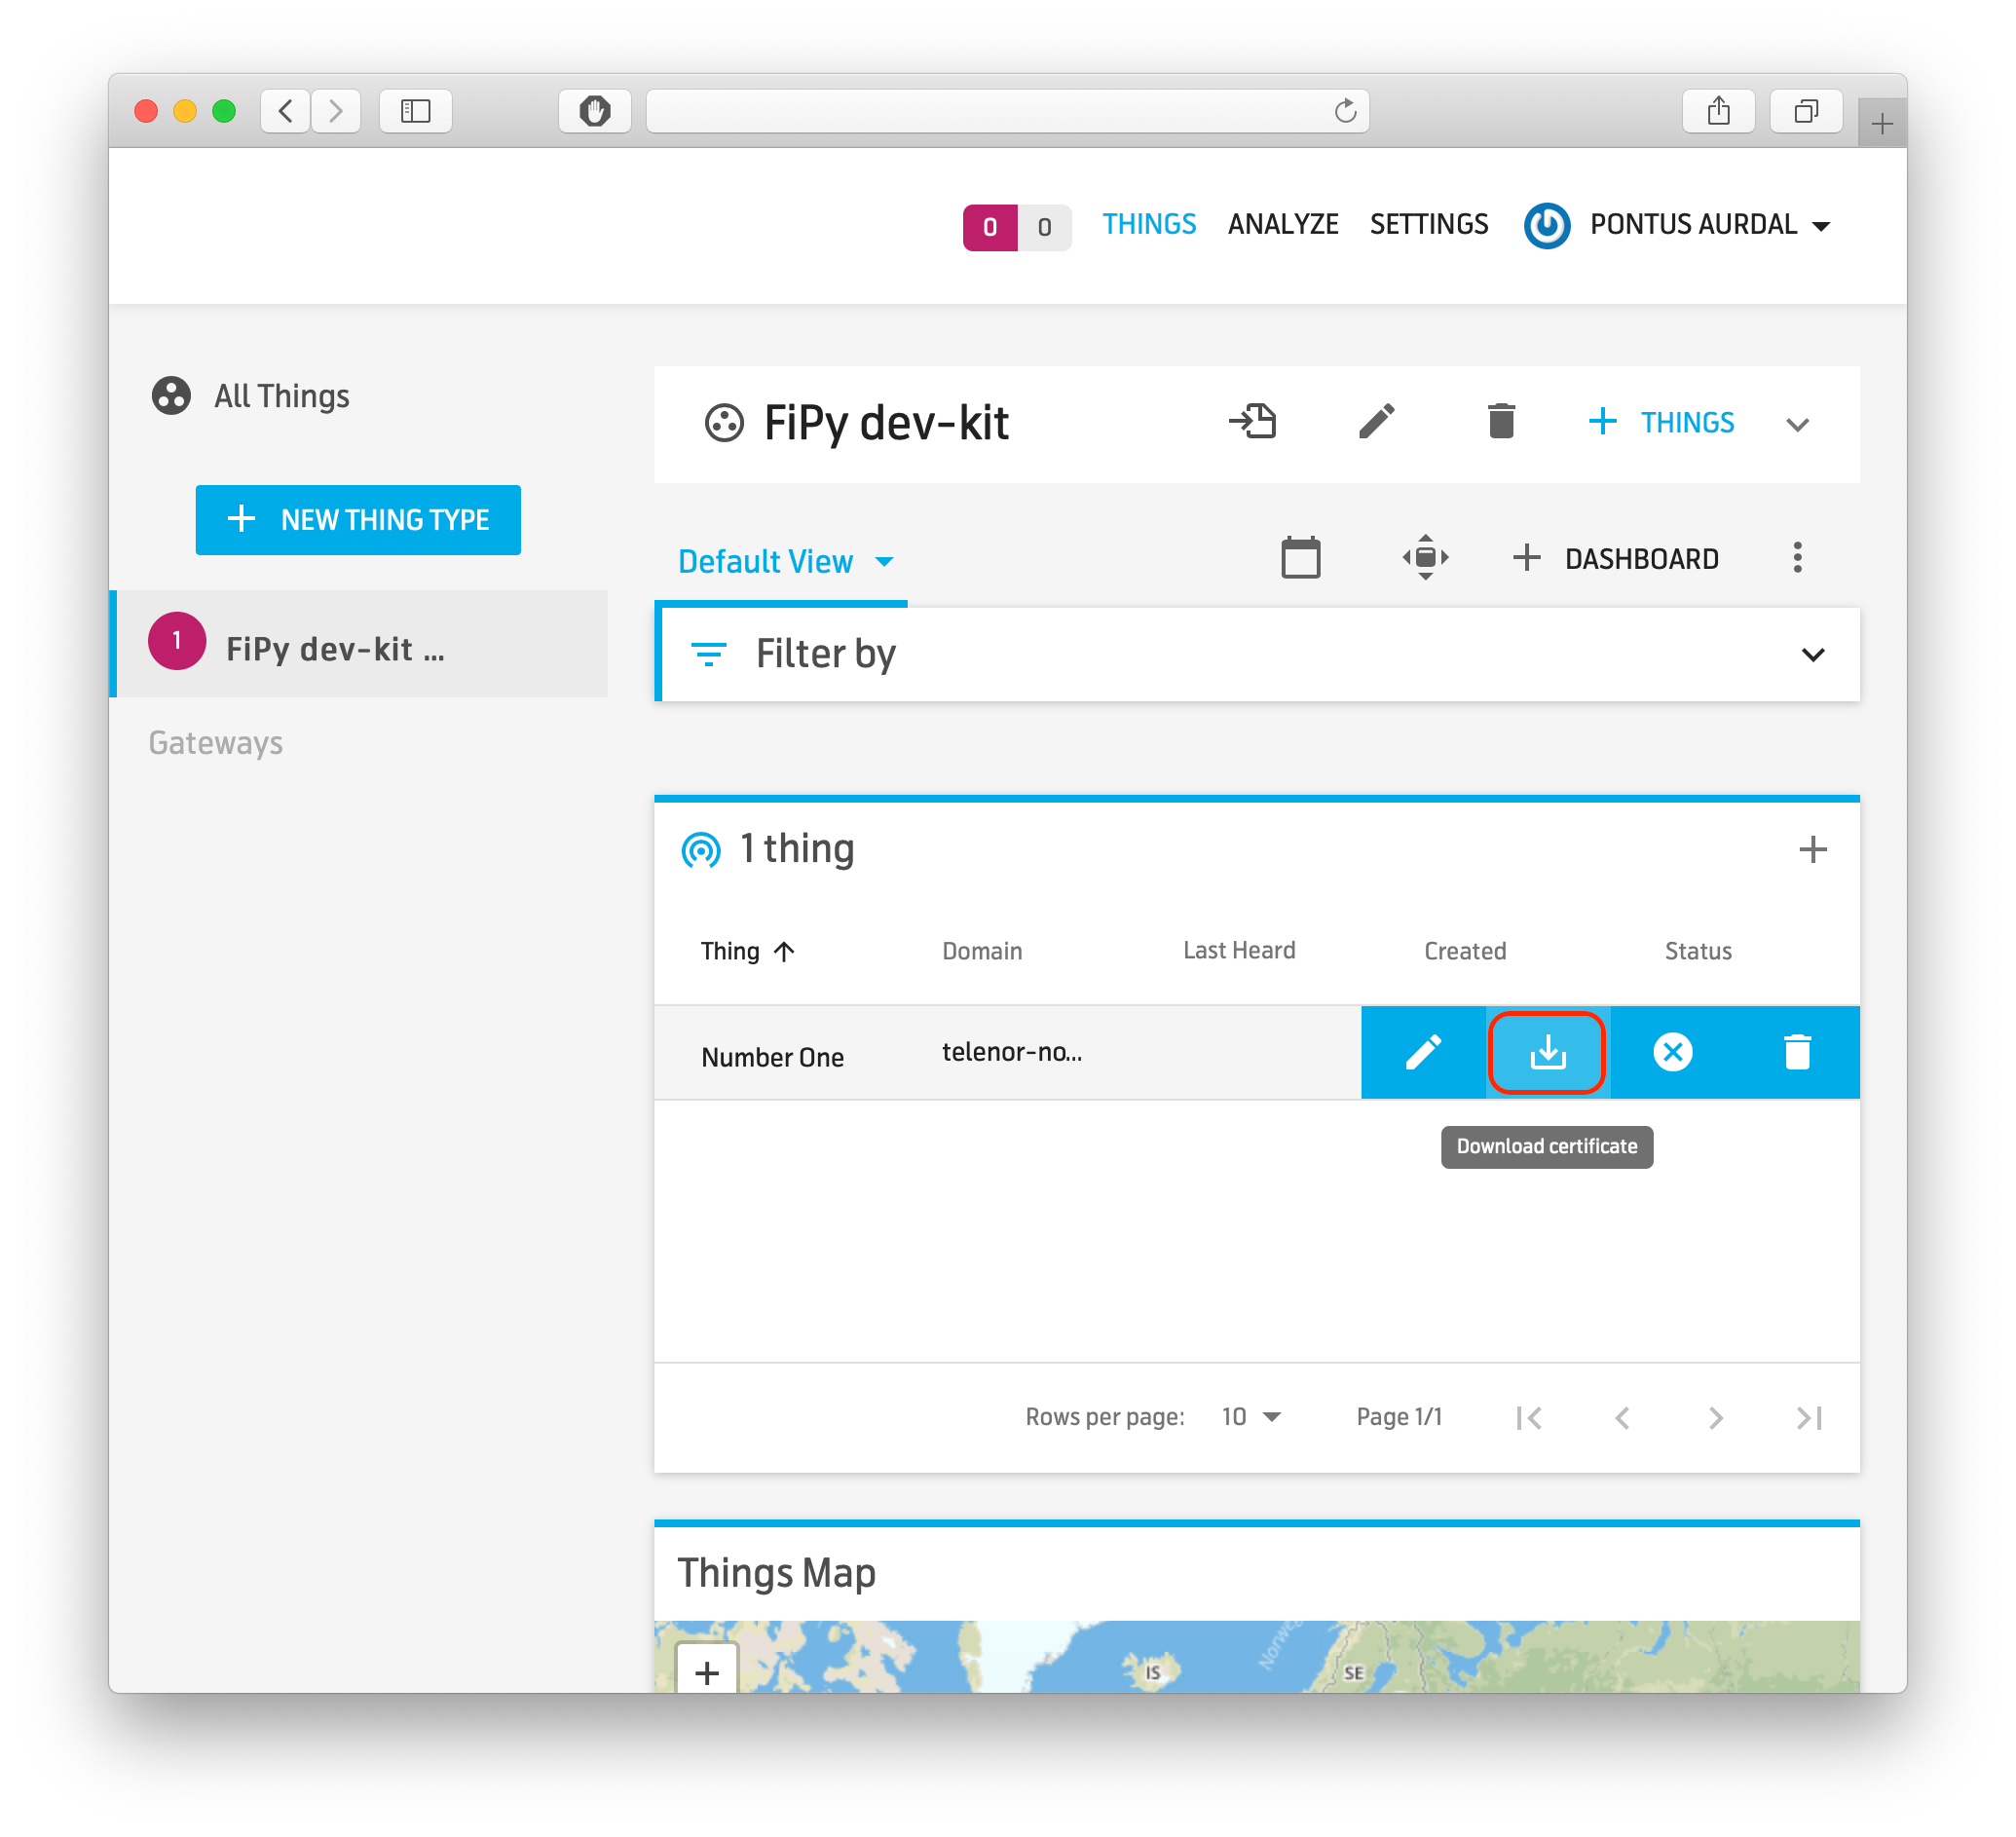 0 0 THINGS ANALYZE SETTINGS PONTUS AURDAL
All Things
NEW THING TYPE
1 FiPy dev-kit ...
Gateways
FiPy dev-kit THINGS
Default View DASHBOARD
Filter by
1 thing
Thing Domain Last Heard Created Status
Number One telenor-no...
Download certificate
Rows per page: 10 Page 1/1
Things Map
+
IS
SE